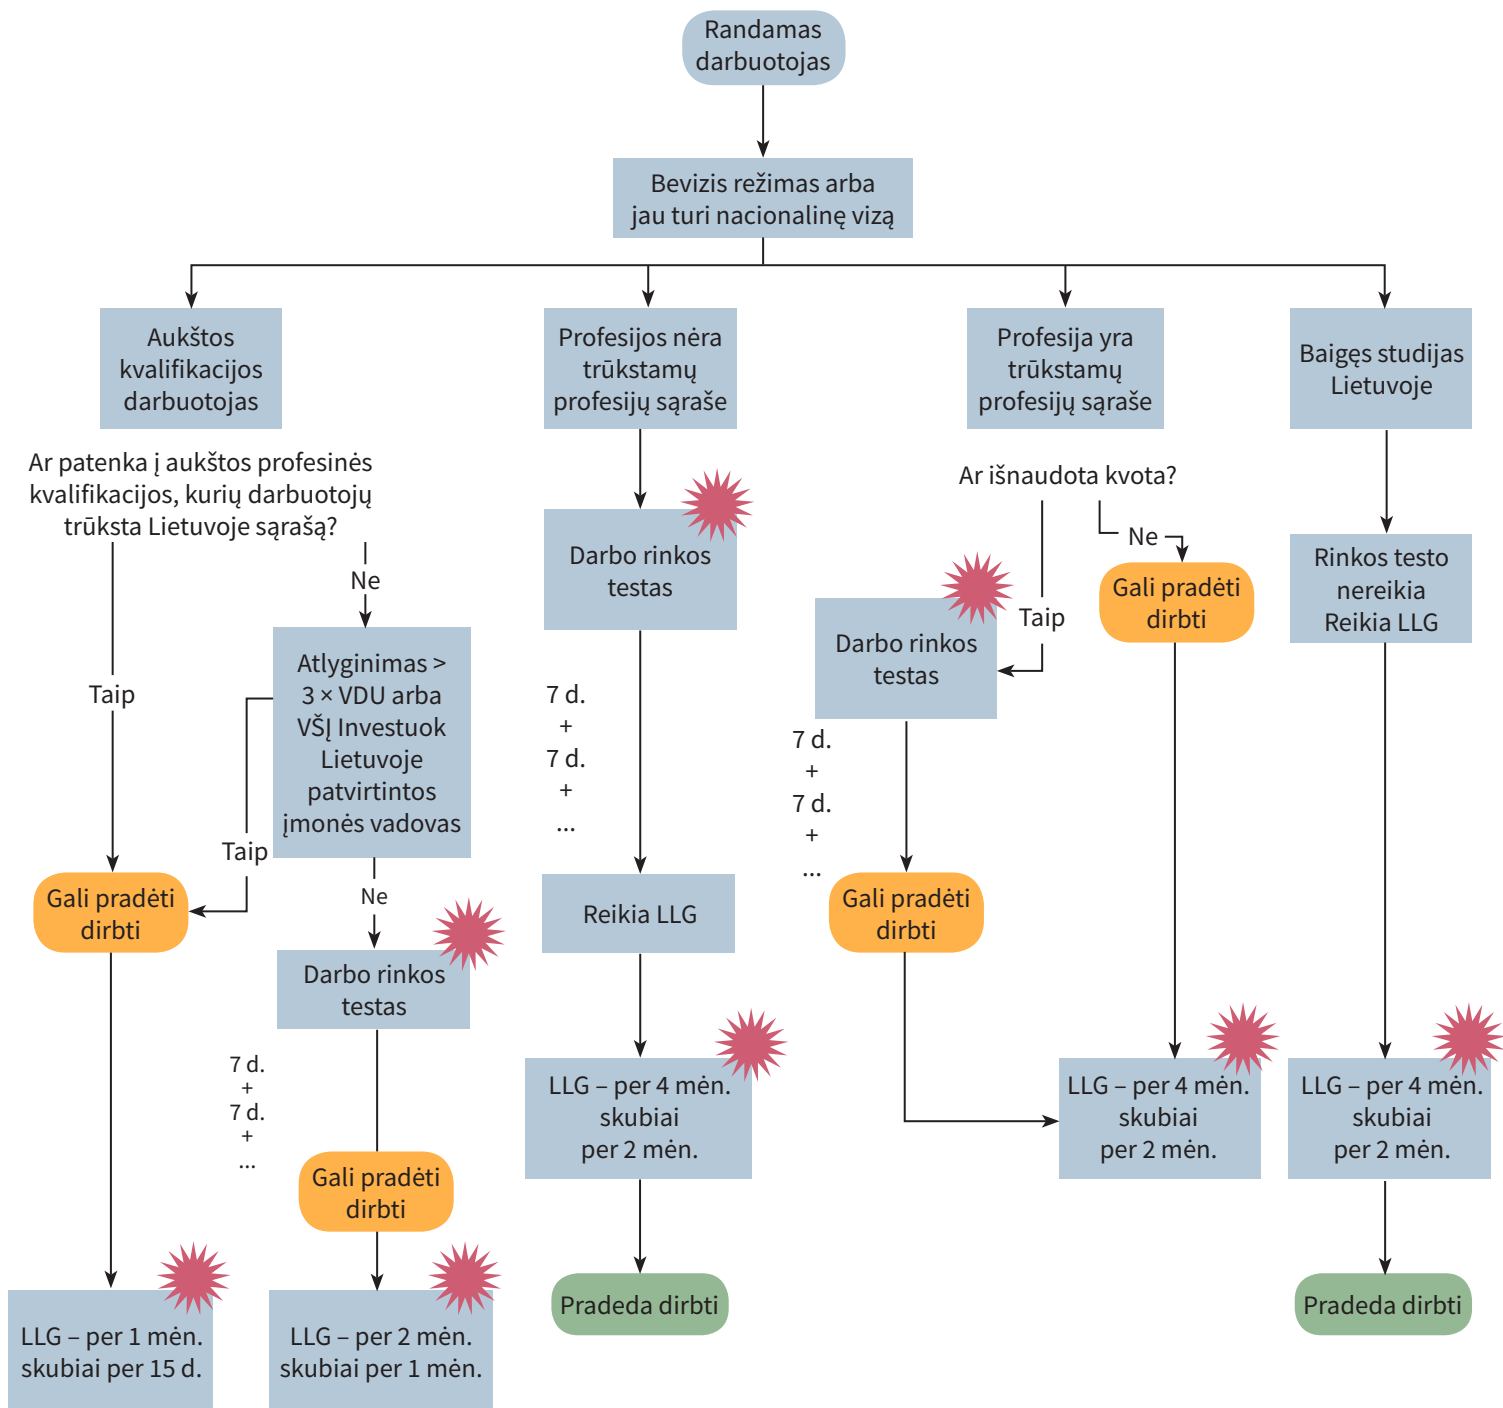 Randamas
darbuotojas
Bevizis režimas arba
jau turi nacionalinę vizą
Aukštos
kvalifikacijos
darbuotojas
Profesijos nėra
trūkstamų
profesijų sąraše
Profesija yra
trūkstamų
profesijų sąraše
Baigęs studijas
Lietuvoje
Ar patenka į aukštos profesinės
kvalifikacijos, kurių darbuotojų
trūksta Lietuvoje sąrašą?
Taip
Ne
Atlyginimas >
3 × VDU arba
VŠĮ Investuok
Lietuvoje
patvirtintos
įmonės vadovas
Taip
Ne
Gali pradėti
dirbti
Darbo rinkos
testas
7 d.
+
7 d.
+
...
Gali pradėti
dirbti
LLG – per 1 mėn.
skubiai per 15 d.
LLG – per 2 mėn.
skubiai per 1 mėn.
Darbo rinkos
testas
7 d.
+
7 d.
+
...
Reikia LLG
LLG – per 4 mėn.
skubiai
per 2 mėn.
Pradeda dirbti
Ar išnaudota kvota?
Ne
Taip
Gali pradėti
dirbti
Darbo rinkos
testas
7 d.
+
7 d.
+
...
Gali pradėti
dirbti
LLG – per 4 mėn.
skubiai
per 2 mėn.
Rinkos testo
nereikia
Reikia LLG
LLG – per 4 mėn.
skubiai
per 2 mėn.
Pradeda dirbti